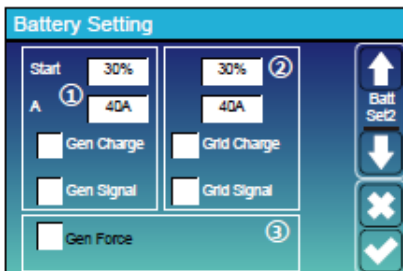 Battery Setting
Start 30% 30% ②
A ① 40A 40A
Gen Charge Grid Charge
Gen Signal Grid Signal
Gen Force ③
Batt
Set2